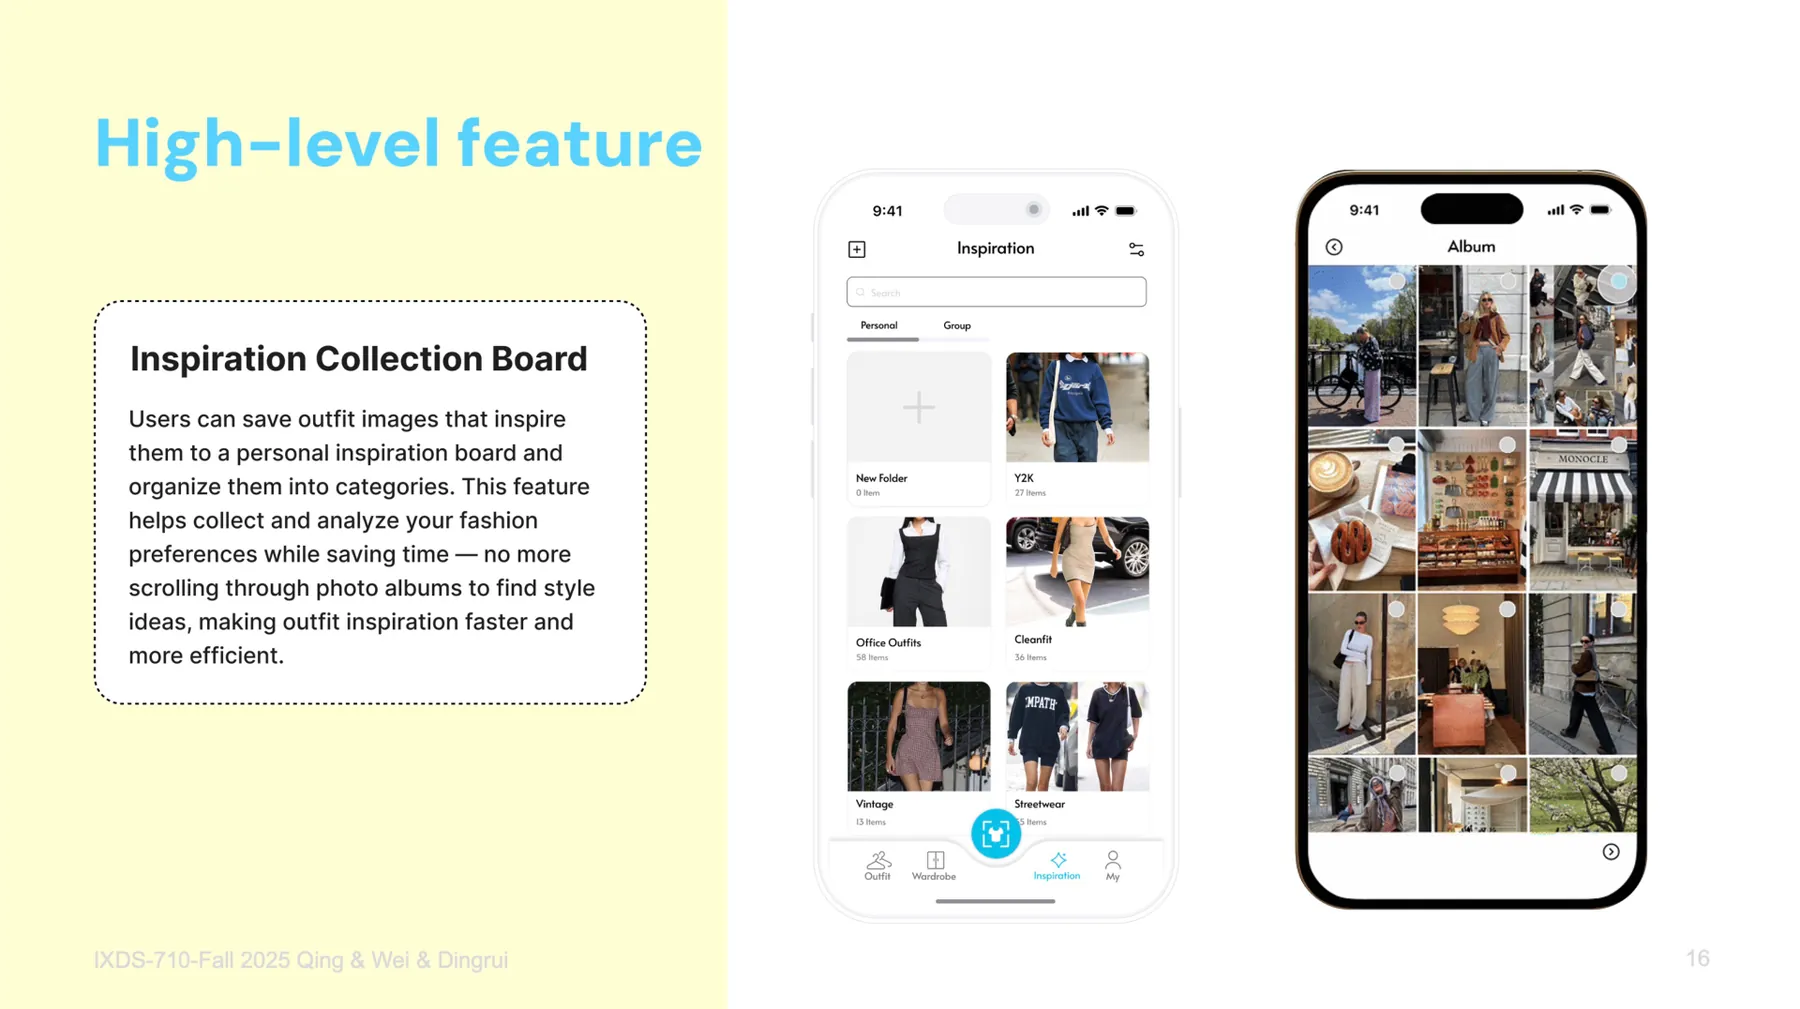 High-level feature
Inspiration Collection Board
Users can save outfit images that inspire
them to a personal inspiration board and
organize them into categories. This feature
helps collect and analyze your fashion
preferences while saving time — no more
scrolling through photo albums to find style
ideas, making outfit inspiration faster and
more efficient.
IXDS-710-Fall 2025 Qing & Wei & Dingrui
9:41
Inspiration
Search
Personal Group
New Folder
0 Item
Y2K
27 Items
Office Outfits
58 Items
Cleanfit
36 Items
EMPATH
Vintage
13 Items
Streetwear
5 Items
Outfit
Wardrobe
Inspiration
My
9:41
Album
MONOCLE
16